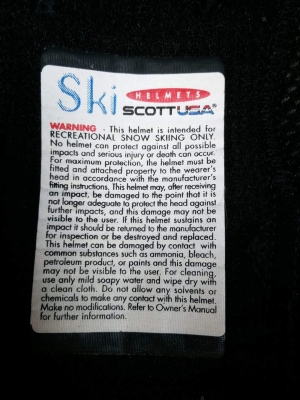 Ski HELMETS
SCOTT USA®
WARNING - This helmet is intended for
RECREATIONAL SNOW SKIING ONLY.
No helmet can protect against all possible
impacts and serious injury or death can occur.
For maximum protection, the helmet must be
fitted and attached property to the wearer's
head in accordance with the manufacturer's
fitting instructions. This helmet may, after receiving
an impact, be damaged to the point that it is
not longer adeguate to protect the head against
further impacts, and this damage may not be
visible to the user. If this helmet sustains an
impact it should be returned to the manufacturer
for inspection or be destroyed and replaced.
This helmet can be damaged by contact with
common substances such as ammonia, bleach,
petroleum product, or paints and this damage
may not be visible to the user. For cleaning,
use anly mild soapy water and wipe dry with
a clean cloth. Do not allow any solvents or
chemicals to make any contact with this helmet.
Make no modifications. Refer to Owner's Manual
for further information.